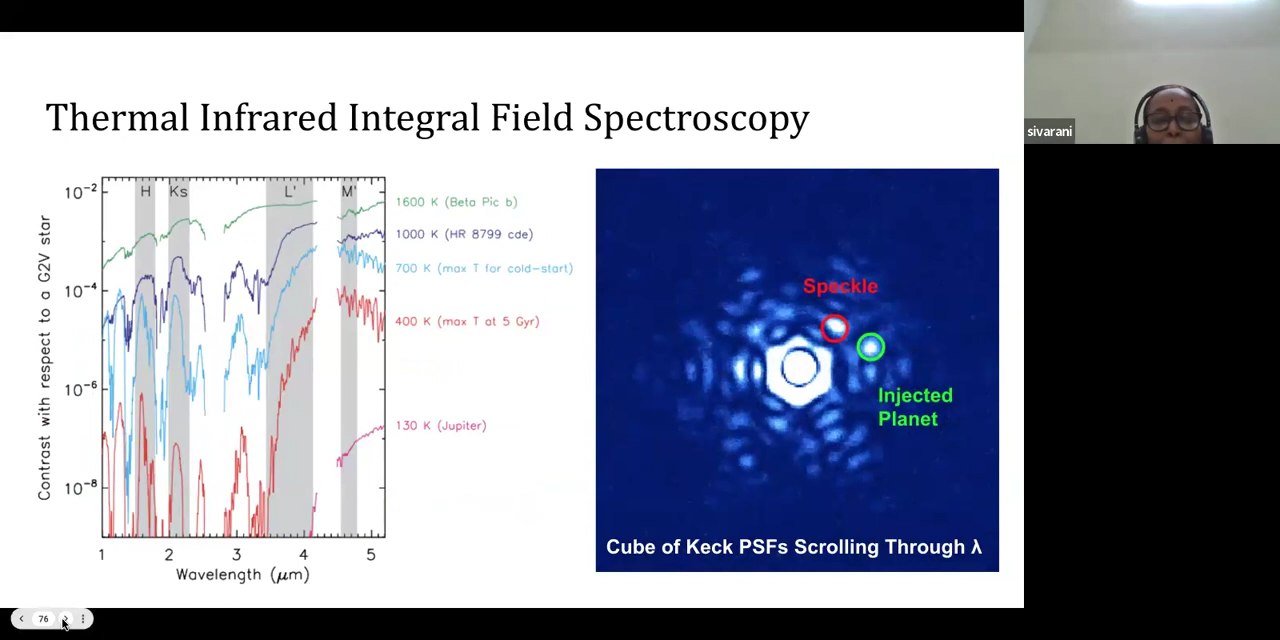 Thermal Infrared Integral Field Spectroscopy
sivarani
H
Ks
L'
M'
10⁻²
10⁻⁴
10⁻⁶
10⁻⁸
Contrast with respect to a G2V star
1600 K (Beta Pic b)
1000 K (HR 8799 cde)
700 K (max T for cold-start)
400 K (max T at 5 Gyr)
130 K (Jupiter)
1 2 3 4 5
Wavelength (μm)
Speckle
Injected
Planet
Cube of Keck PSFs Scrolling Through λ
76